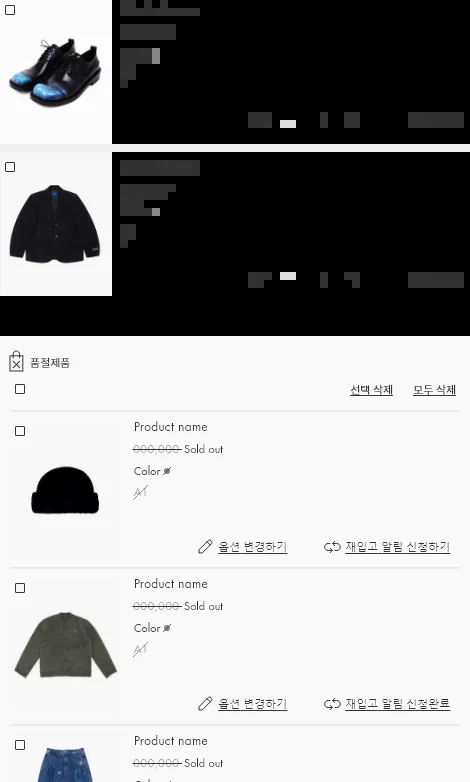 품절제품
선택 삭제 모두 삭제
Product name
000,000 Sold out
Color
A1
옵션 변경하기 재입고 알림 신청하기
Product name
000,000 Sold out
Color
A1
옵션 변경하기 재입고 알림 신청완료
Product name
000,000 Sold out